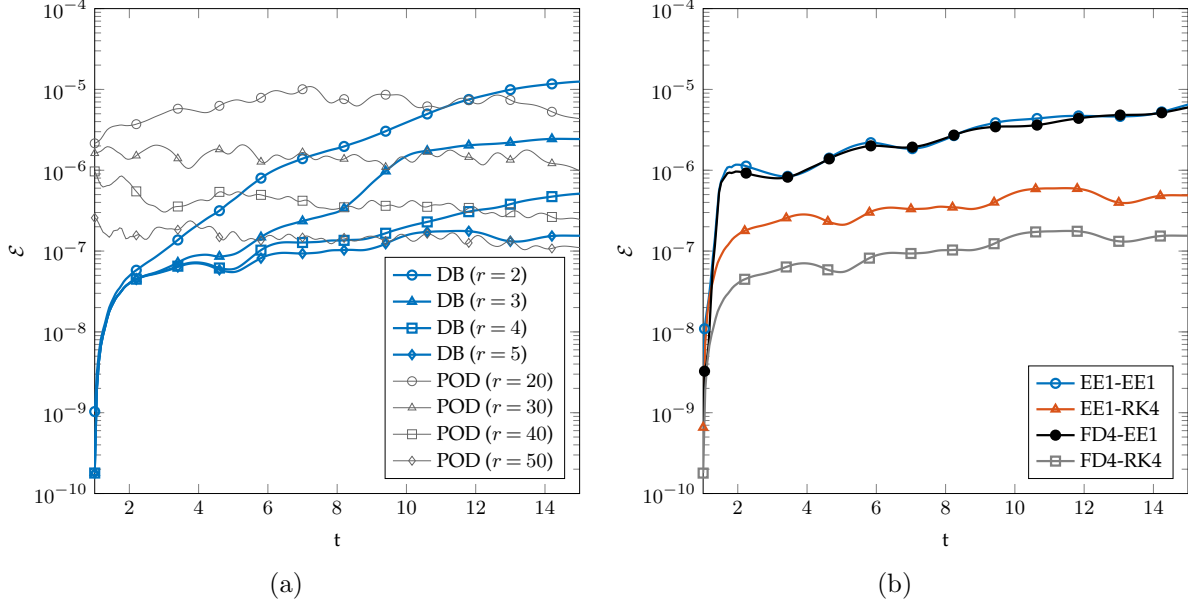 10⁻⁴
10⁻⁵
10⁻⁶
10⁻⁷
10⁻⁸
10⁻⁹
10⁻¹⁰
ℰ
2 4 6 8 10 12 14
t
DB (r = 2)
DB (r = 3)
DB (r = 4)
DB (r = 5)
POD (r = 20)
POD (r = 30)
POD (r = 40)
POD (r = 50)
(a)
10⁻⁴
10⁻⁵
10⁻⁶
10⁻⁷
10⁻⁸
10⁻⁹
10⁻¹⁰
ℰ
2 4 6 8 10 12 14
t
EE1-EE1
EE1-RK4
FD4-EE1
FD4-RK4
(b)